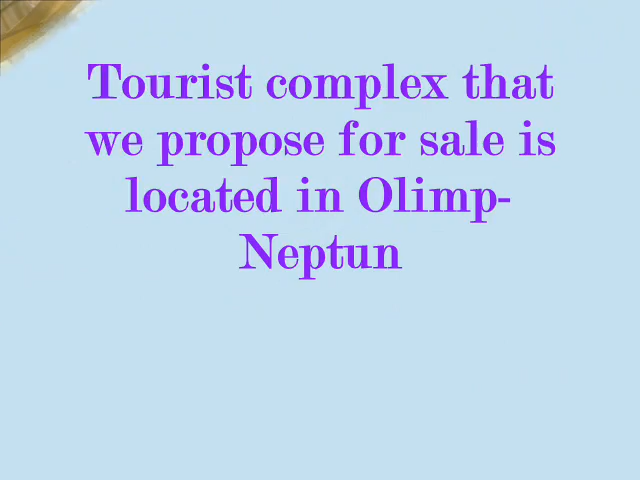 Tourist complex that
we propose for sale is
located in Olimp-
Neptun